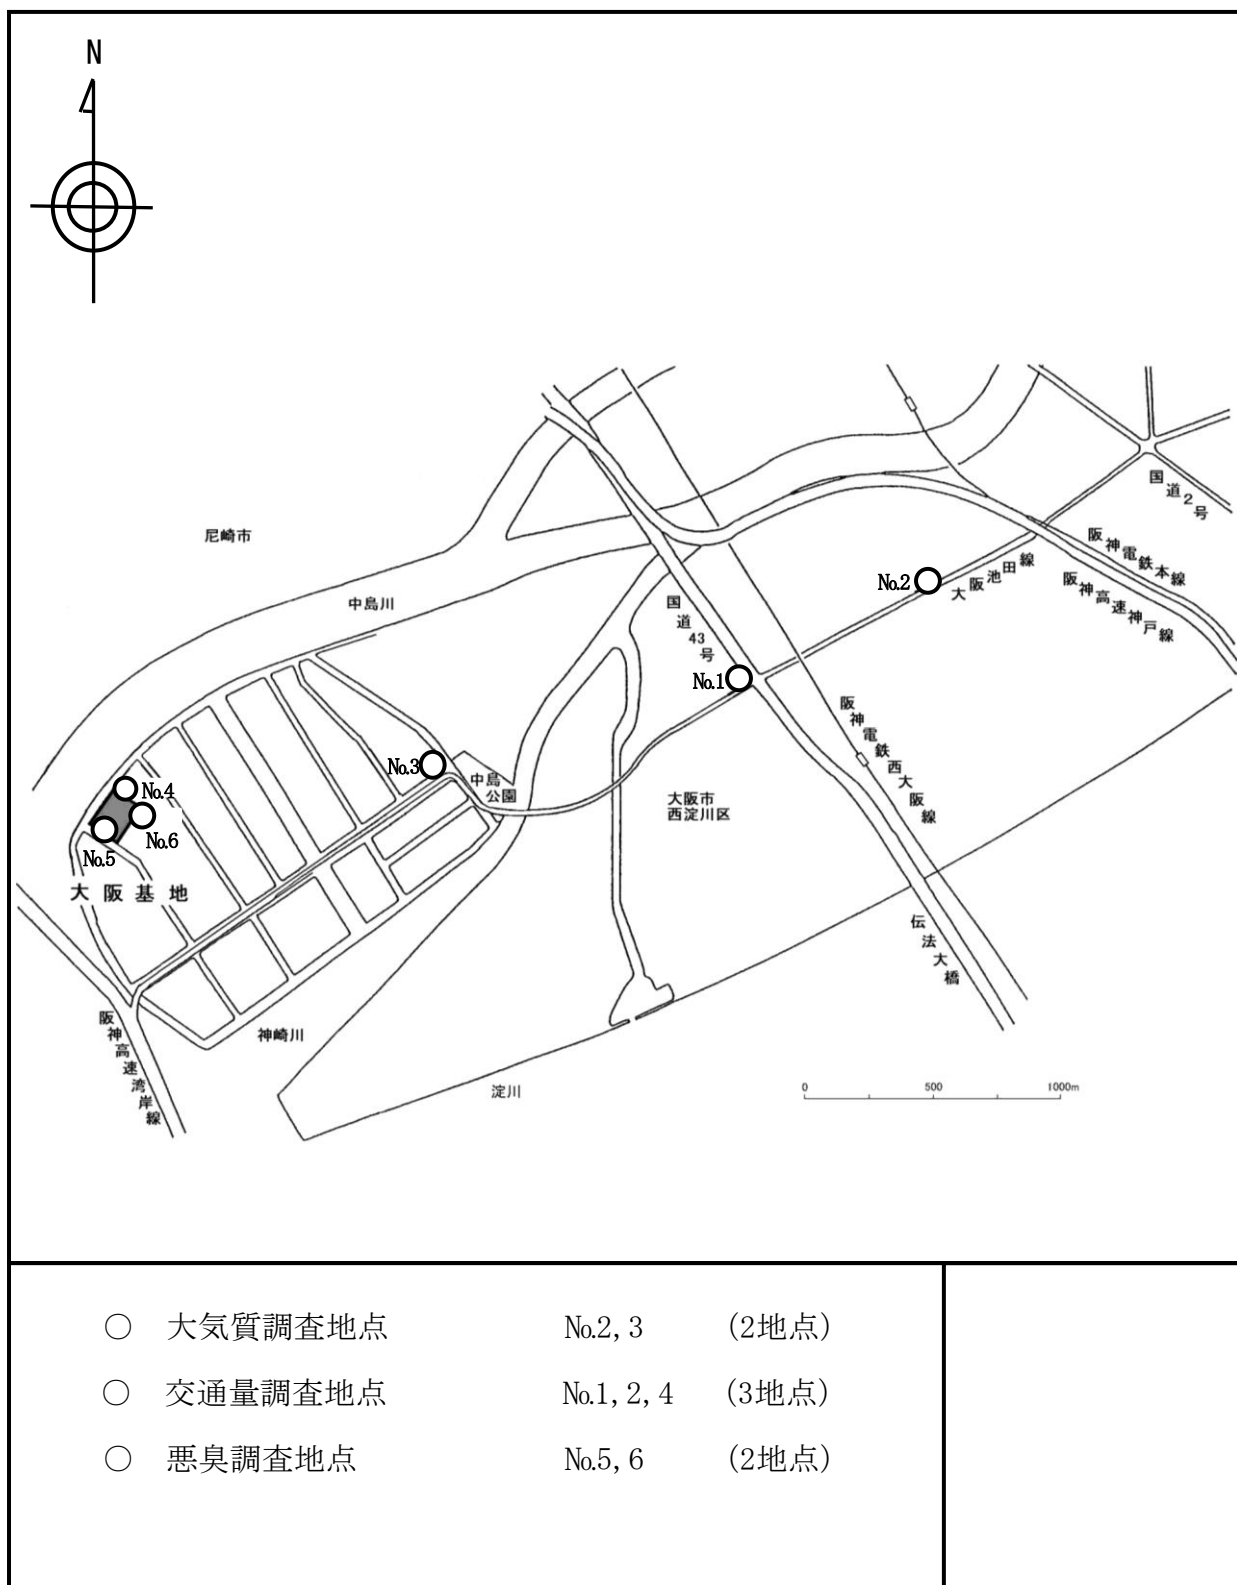 N
尼崎市
中島川
国道2号
阪神電鉄本線
阪神高速神戸線
大阪池田線
No.2
国道43号
No.1
阪神電鉄西大阪線
No.3
中島
公園
大阪市
西淀川区
No.4
No.6
No.5
大阪基地
伝法大橋
阪神高速湾岸線
神崎川
淀川
0 500 1000m
○ 大気質調査地点 No.2,3 (2地点)
○ 交通量調査地点 No.1,2,4 (3地点)
○ 悪臭調査地点 No.5,6 (2地点)